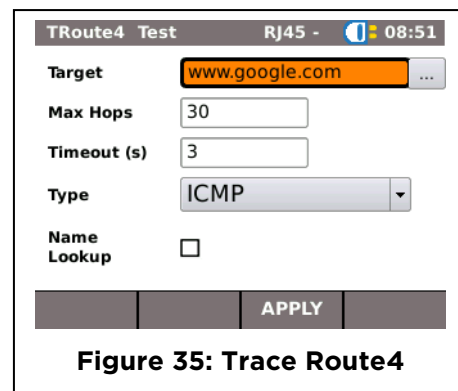 TRoute4 Test RJ45 - 08:51
Target www.google.com ...
Max Hops 30
Timeout (s) 3
Type ICMP
Name
Lookup
APPLY
Figure 35: Trace Route4